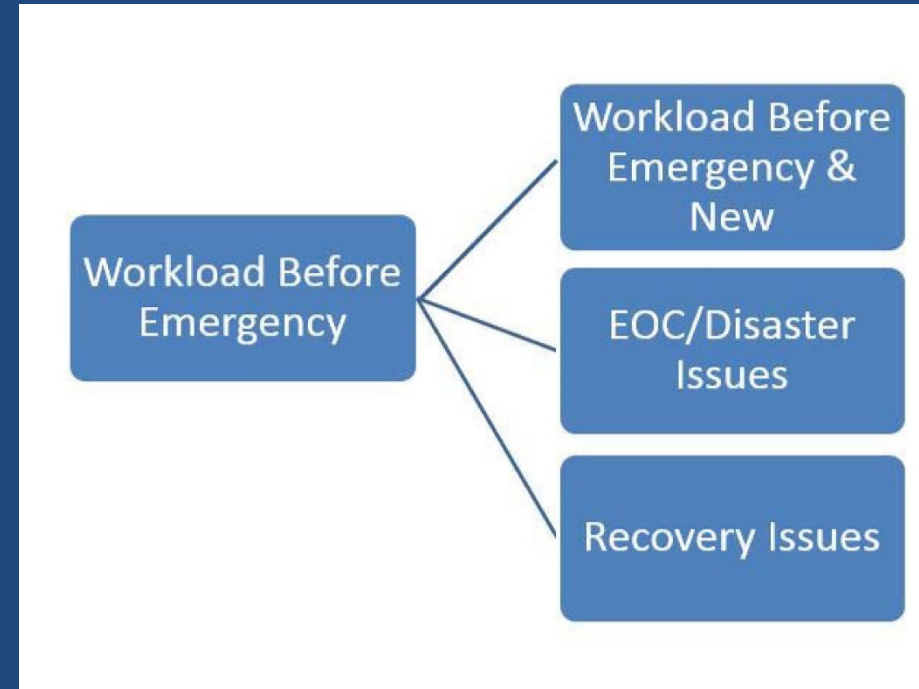 Workload Before
Emergency
Workload Before
Emergency &
New
EOC/Disaster
Issues
Recovery Issues